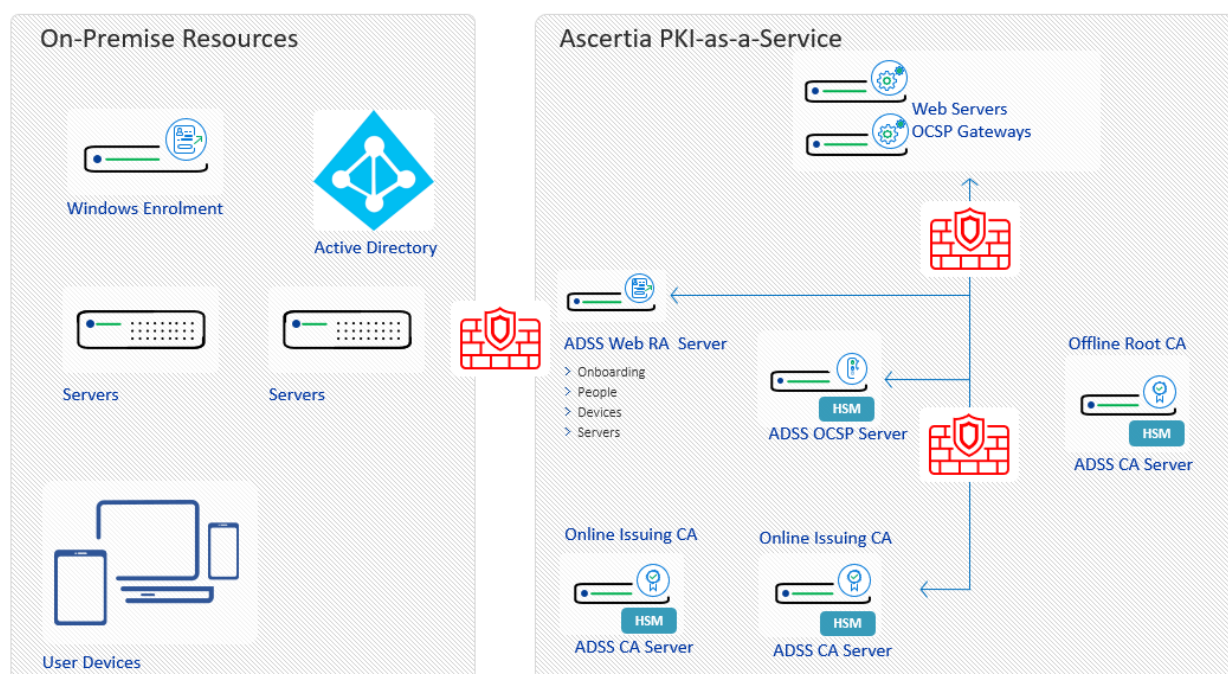 On-Premise Resources
Windows Enrolment
Active Directory
Servers
Servers
User Devices
Ascertia PKI-as-a-Service
Web Servers
OCSP Gateways
ADSS Web RA Server
> Onboarding
> People
> Devices
> Servers
HSM
ADSS OCSP Server
Offline Root CA
HSM
ADSS CA Server
Online Issuing CA
HSM
ADSS CA Server
Online Issuing CA
HSM
ADSS CA Server